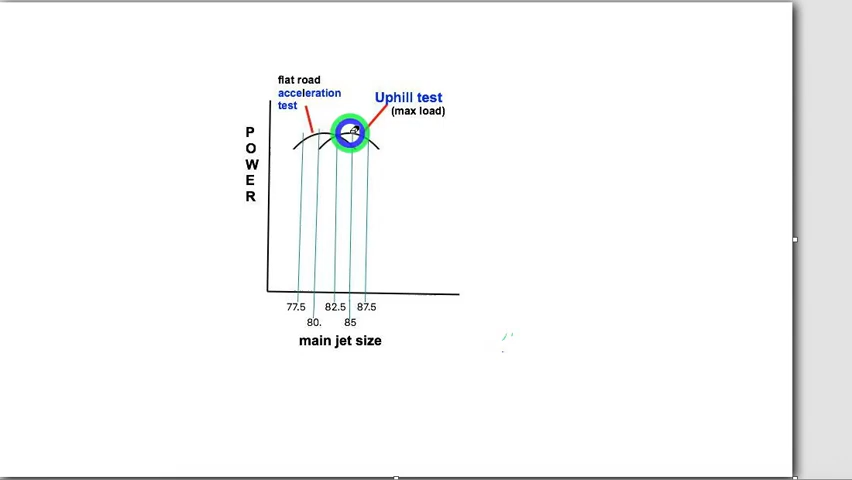 flat road
acceleration
test
Uphill test
(max load)
POWER
77.5 82.5 87.5
80. 85
main jet size